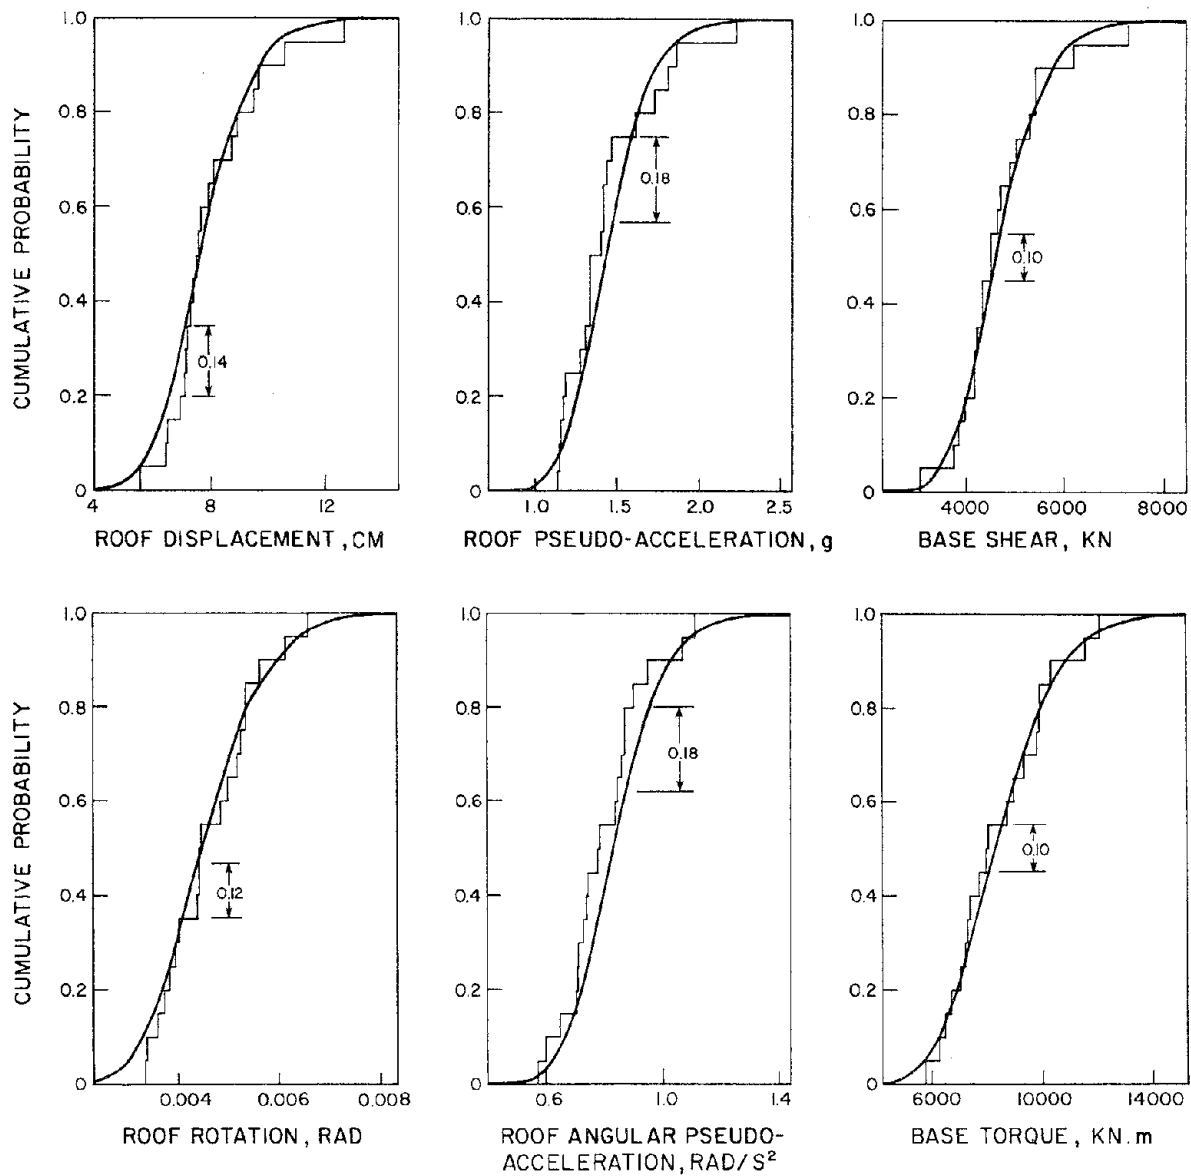 CUMULATIVE PROBABILITY
1.0
0.8
0.6
0.4
0.2
0
0.14
4 8 12
ROOF DISPLACEMENT, CM
1.0
0.8
0.6
0.4
0.2
0
0.18
1.0 1.5 2.0 2.5
ROOF PSEUDO-ACCELERATION, g
1.0
0.8
0.6
0.4
0.2
0
0.10
4000 6000 8000
BASE SHEAR, KN
CUMULATIVE PROBABILITY
1.0
0.8
0.6
0.4
0.2
0
0.12
0.004 0.006 0.008
ROOF ROTATION, RAD
1.0
0.8
0.6
0.4
0.2
0
0.18
0.6 1.0 1.4
ROOF ANGULAR PSEUDO-
ACCELERATION, RAD/S²
1.0
0.8
0.6
0.4
0.2
0
0.10
6000 10000 14000
BASE TORQUE, KN.m